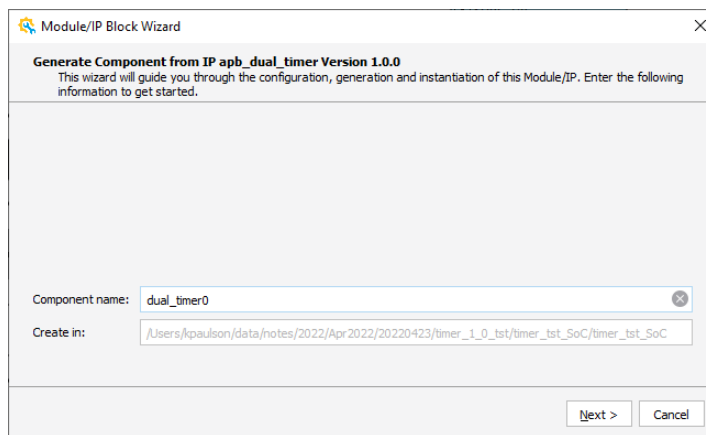 Module/IP Block Wizard
Generate Component from IP apb_dual_timer Version 1.0.0
This wizard will guide you through the configuration, generation and instantiation of this Module/IP. Enter the following
information to get started.
Component name: dual_timer0
Create in: /Users/kpaulson/data/notes/2022/Apr2022/20220423/timer_1_0_tst/timer_tst_SoC/timer_tst_SoC
Next > Cancel